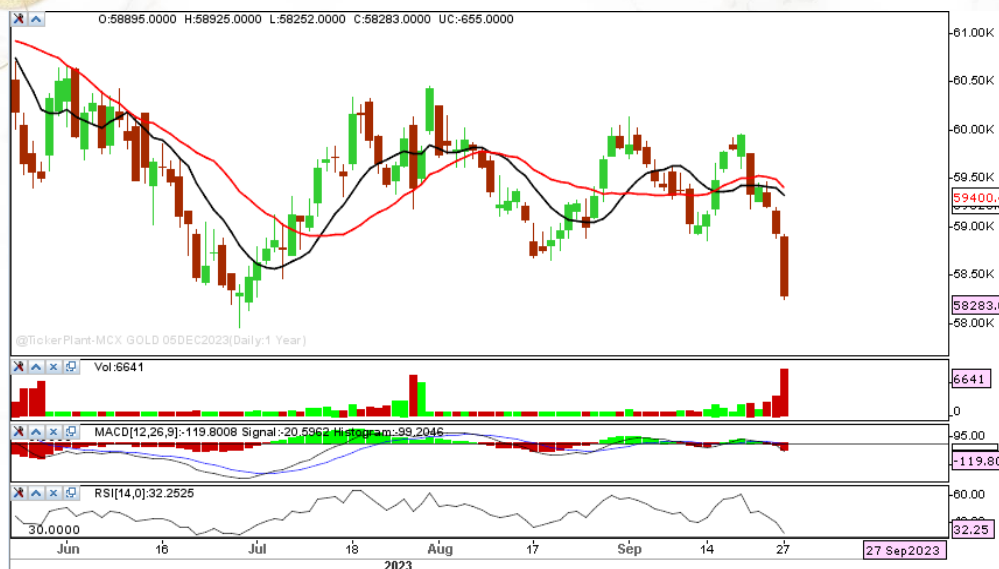 O:58895.0000 H:58925.0000 L:58252.0000 C:58283.0000 UC:-655.0000
61.00K
60.50K
60.00K
59.50K
59400.
59.00K
58.50K
58283.
58.00K
@TickerPlant-MCX GOLD 05DEC2023(Daily:1 Year)
Vol:6641
6641
0
MACD[12,26,9]:-119.8008 Signal:-20.5962 Histogram:-99.2046
95.00
-119.80
RSI[14,0]:32.2525
60.00
32.25
30.0000
Jun 16 Jul 18 Aug 17 Sep 14 27 27 Sep2023
2023